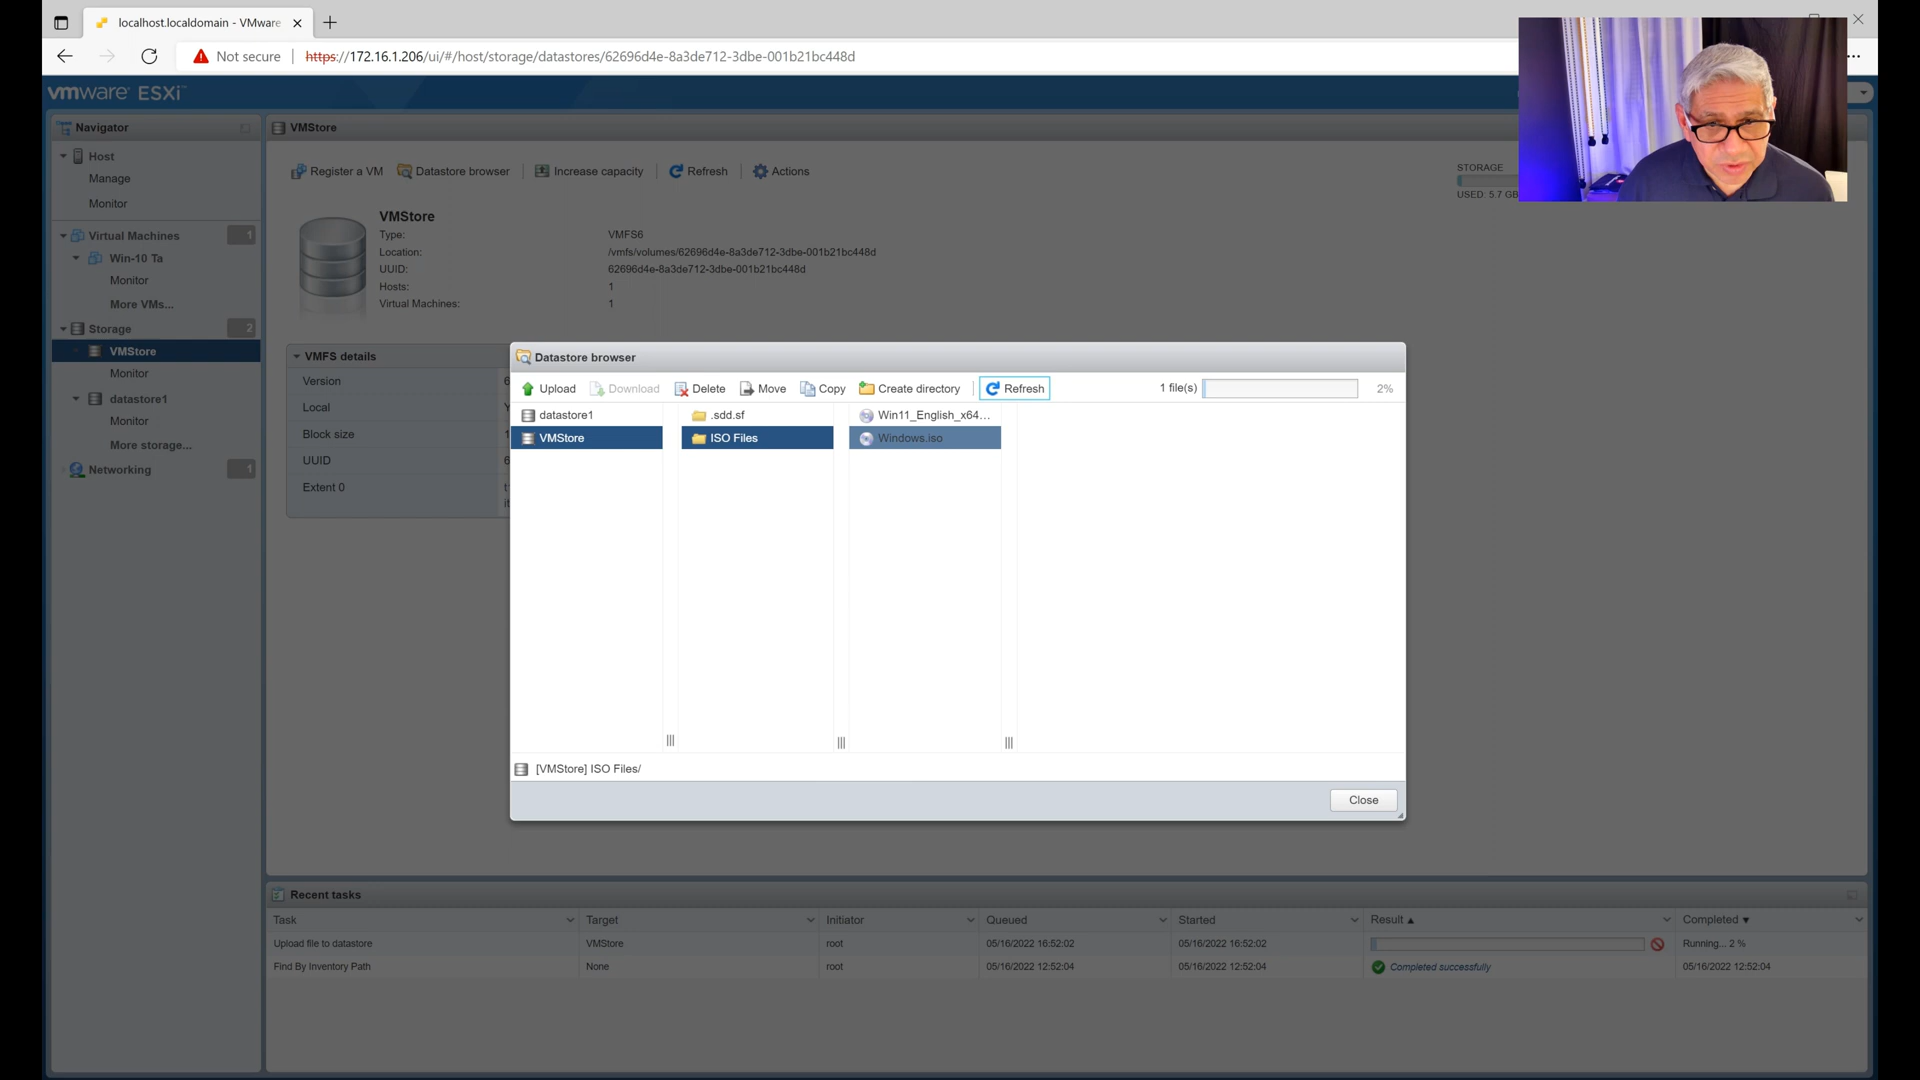 localhost.localdomain - VMware
Not secure
https://172.16.1.206/ui/#/host/storage/datastores/62696d4e-8a3de712-3dbe-001b21bc448d
vmware ESXi™
Navigator
Host
Manage
Monitor
Virtual Machines 1
Win-10 Ta
Monitor
More VMs...
Storage 2
VMStore
Monitor
datastore1
Monitor
More storage...
Networking 1
VMStore
Register a VM Datastore browser Increase capacity Refresh Actions
STORAGE
USED: 5.7 GB
VMStore
Type: VMFS6
Location: /vmfs/volumes/62696d4e-8a3de712-3dbe-001b21bc448d
UUID: 62696d4e-8a3de712-3dbe-001b21bc448d
Hosts: 1
Virtual Machines: 1
VMFS details
Version 6
Local Y
Block size 1
UUID 6
Extent 0
Datastore browser
Upload Download Delete Move Copy Create directory Refresh 1 file(s) 2%
datastore1 .sdd.sf Win11_English_x64...
VMStore ISO Files Windows.iso
[VMStore] ISO Files/
Close
Recent tasks
Task Target Initiator Queued Started Result ▲ Completed ▼
Upload file to datastore VMStore root 05/16/2022 16:52:02 05/16/2022 16:52:02 Running... 2 %
Find By Inventory Path None root 05/16/2022 12:52:04 05/16/2022 12:52:04 Completed successfully 05/16/2022 12:52:04